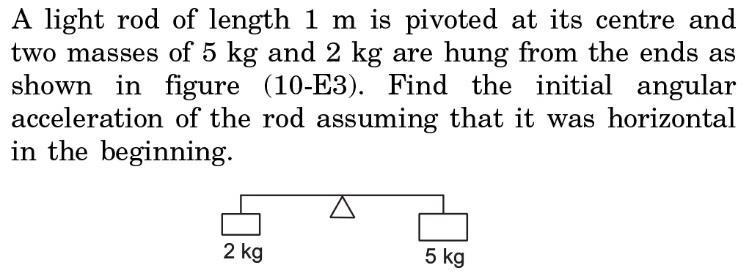 A light rod of length 1 m is pivoted at its centre and
two masses of 5 kg and 2 kg are hung from the ends as
shown in figure (10-E3). Find the initial angular
acceleration of the rod assuming that it was horizontal
in the beginning.
2 kg
5 kg